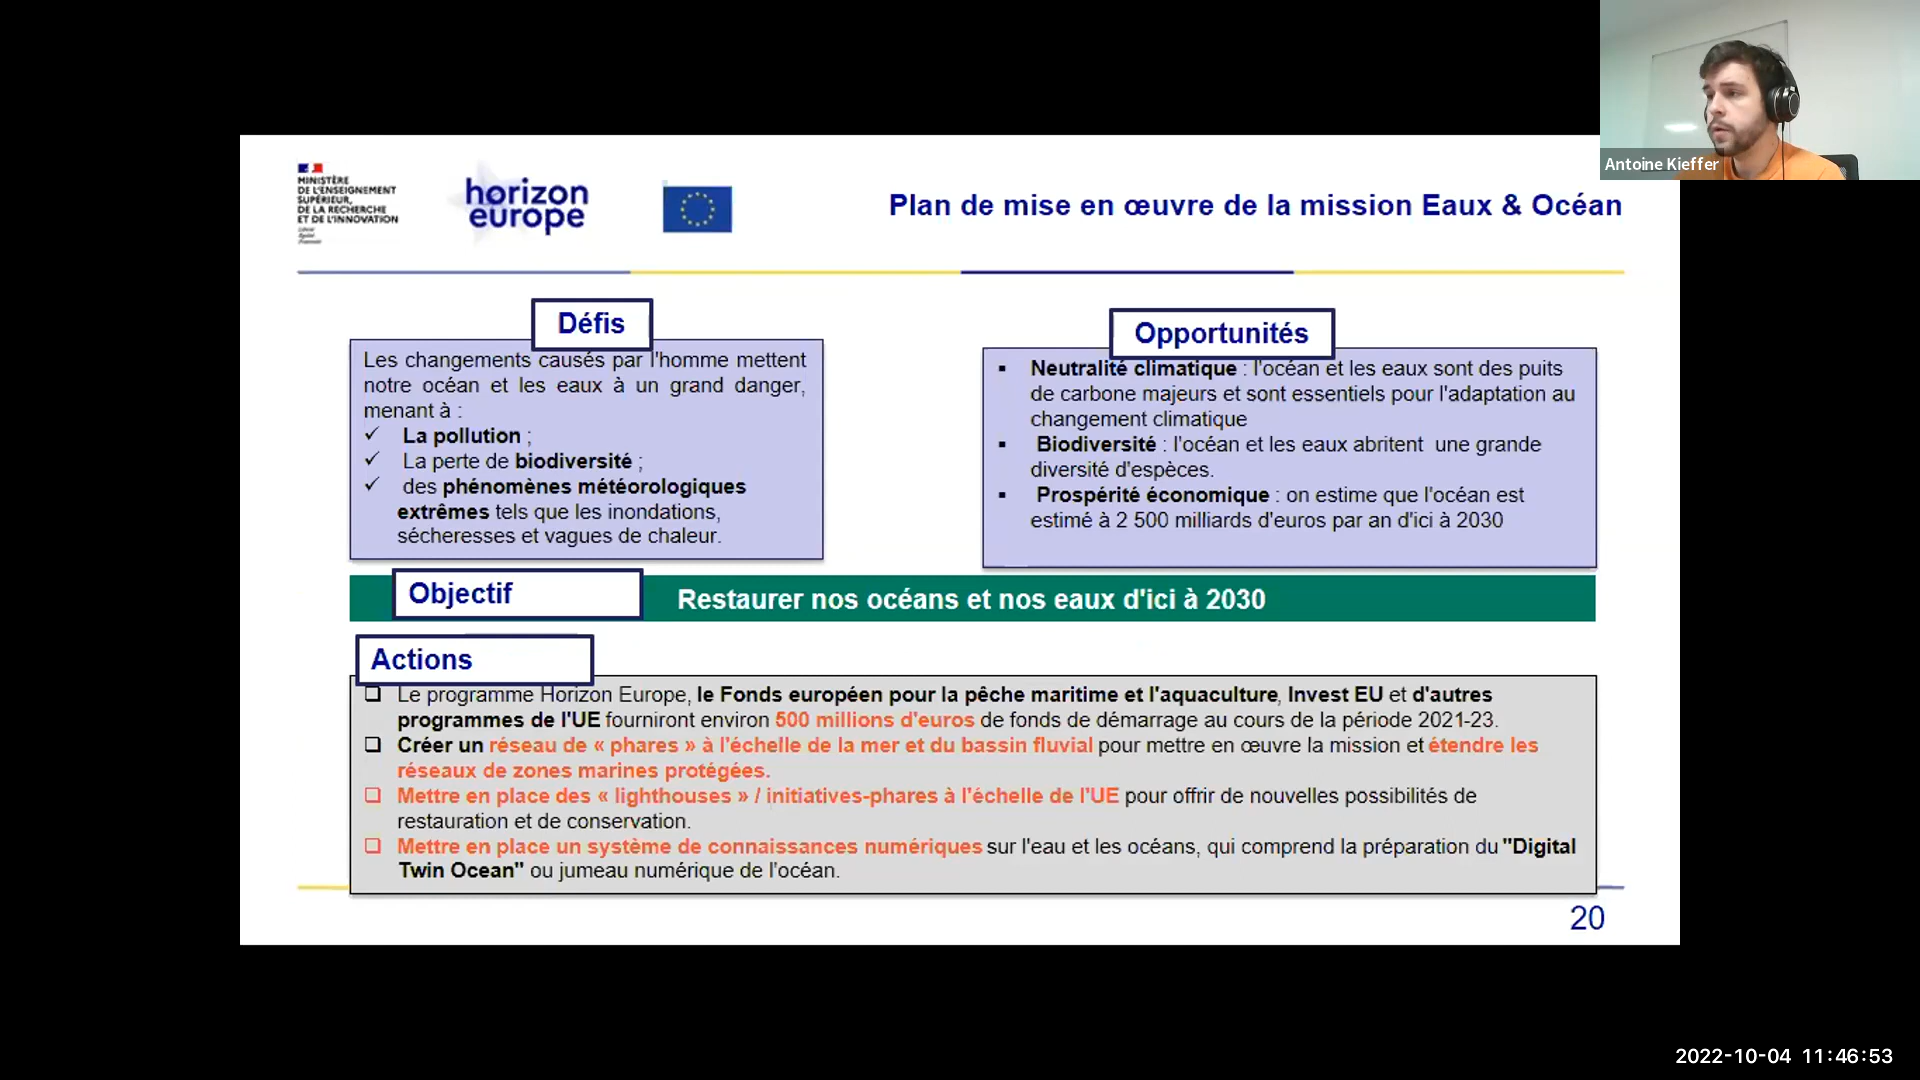 Antoine Kieffer
MINISTÈRE
DE L'ENSEIGNEMENT
SUPÉRIEUR,
DE LA RECHERCHE
ET DE L'INNOVATION
horizon
europe
Plan de mise en œuvre de la mission Eaux & Océan
Défis
Les changements causés par l'homme mettent
notre océan et les eaux à un grand danger,
menant à :
✓ La pollution ;
✓ La perte de biodiversité ;
✓ des phénomènes météorologiques
extrêmes tels que les inondations,
sécheresses et vagues de chaleur.
Opportunités
▪ Neutralité climatique : l'océan et les eaux sont des puits
de carbone majeurs et sont essentiels pour l'adaptation au
changement climatique
▪ Biodiversité : l'océan et les eaux abritent une grande
diversité d'espèces.
▪ Prospérité économique : on estime que l'océan est
estimé à 2 500 milliards d'euros par an d'ici à 2030
Objectif
Restaurer nos océans et nos eaux d'ici à 2030
Actions
❑ Le programme Horizon Europe, le Fonds européen pour la pêche maritime et l'aquaculture, Invest EU et d'autres
programmes de l'UE fourniront environ 500 millions d'euros de fonds de démarrage au cours de la période 2021-23.
❑ Créer un réseau de « phares » à l'échelle de la mer et du bassin fluvial pour mettre en œuvre la mission et étendre les
réseaux de zones marines protégées.
❑ Mettre en place des « lighthouses » / initiatives-phares à l'échelle de l'UE pour offrir de nouvelles possibilités de
restauration et de conservation.
❑ Mettre en place un système de connaissances numériques sur l'eau et les océans, qui comprend la préparation du "Digital
Twin Ocean" ou jumeau numérique de l'océan.
20
2022-10-04 11:46:53